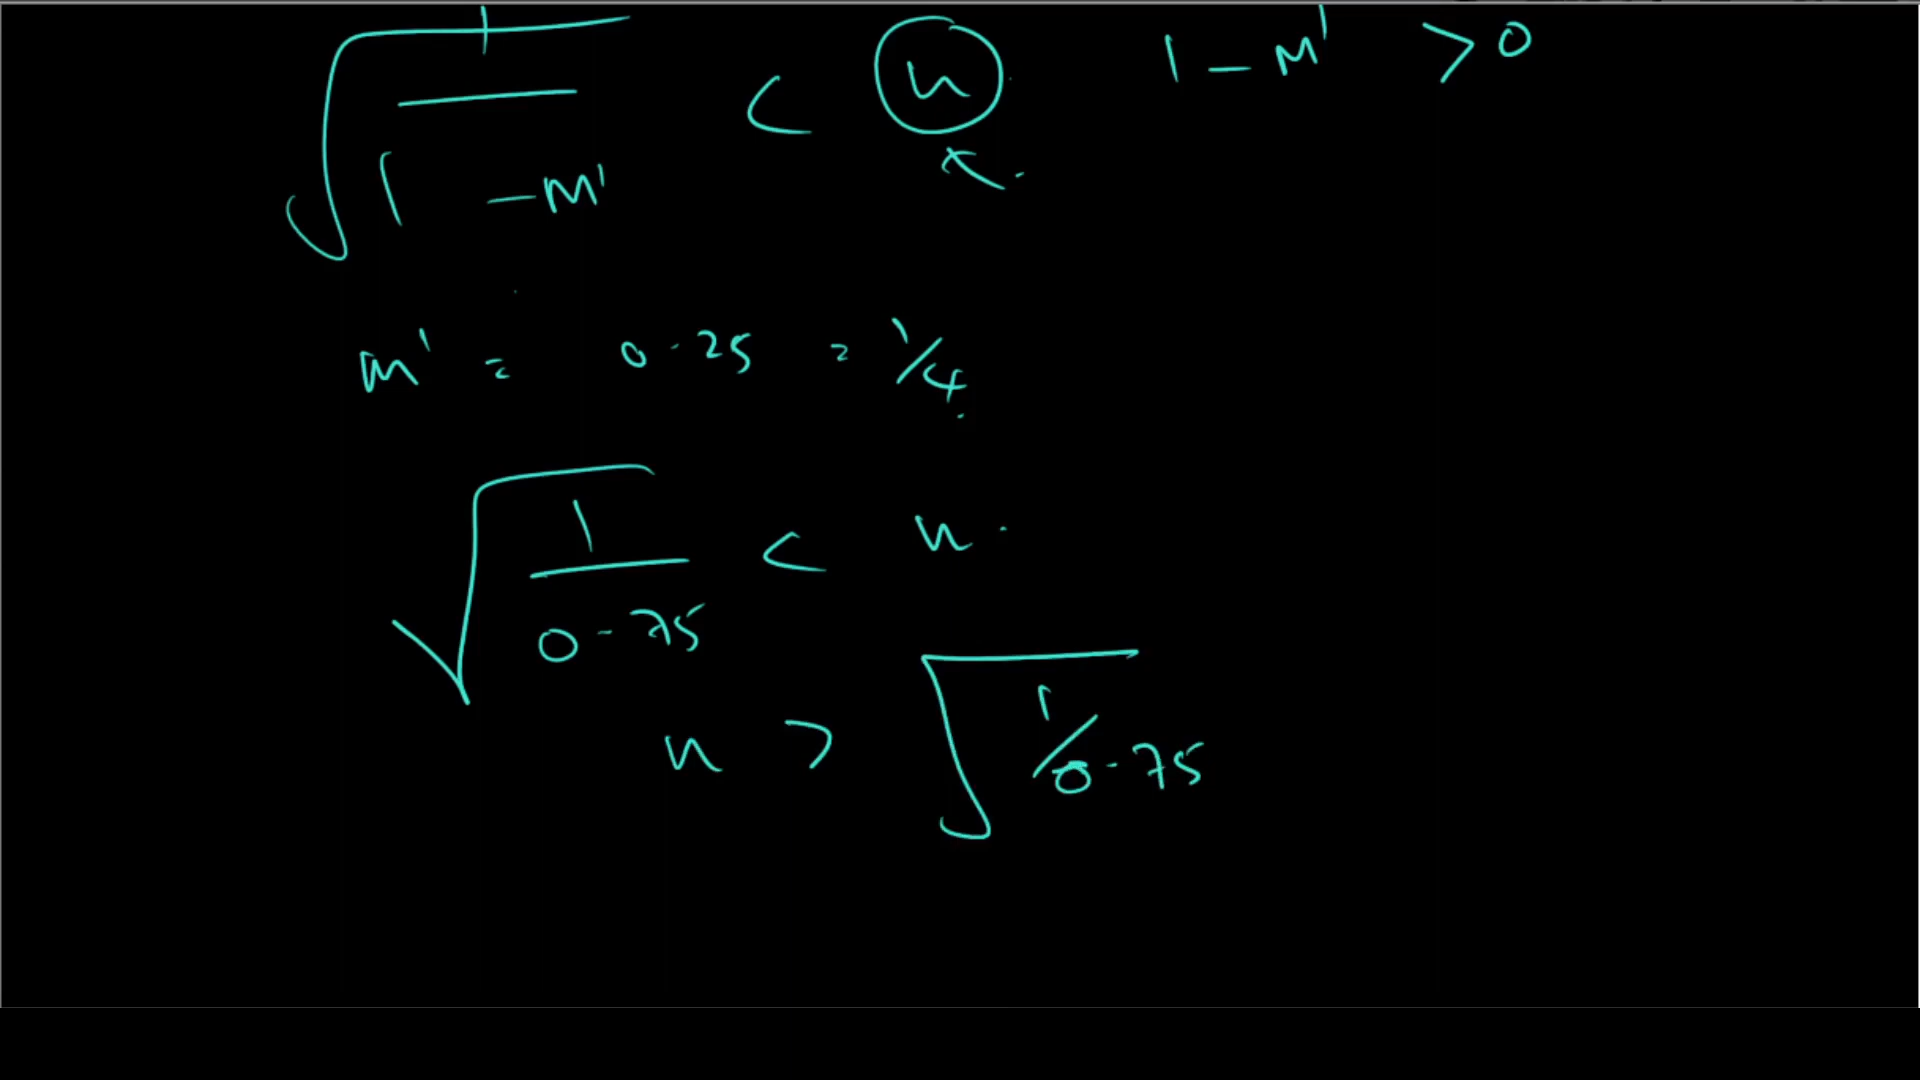 √(1/(1 - m')) < n 1 - m' > 0
m' = 0.25 = 1/4
√(1/0.75) < n
n > √(1/0.75)